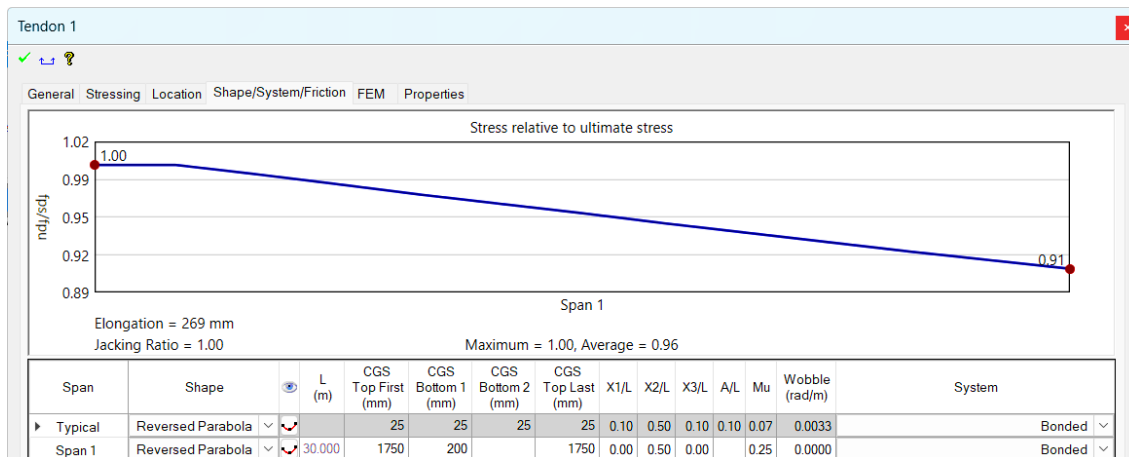 Tendon 1
General Stressing Location Shape/System/Friction FEM Properties
Stress relative to ultimate stress
1.02
1.00
0.99
0.95
0.92
0.89
fps/fpu
0.91
Span 1
Elongation = 269 mm
Jacking Ratio = 1.00 Maximum = 1.00, Average = 0.96
Span Shape L (m) CGS Top First (mm) CGS Bottom 1 (mm) CGS Bottom 2 (mm) CGS Top Last (mm) X1/L X2/L X3/L A/L Mu Wobble (rad/m) System
Typical Reversed Parabola 25 25 25 25 0.10 0.50 0.10 0.10 0.07 0.0033 Bonded
Span 1 Reversed Parabola 30.000 1750 200 1750 0.00 0.50 0.00 0.25 0.0000 Bonded